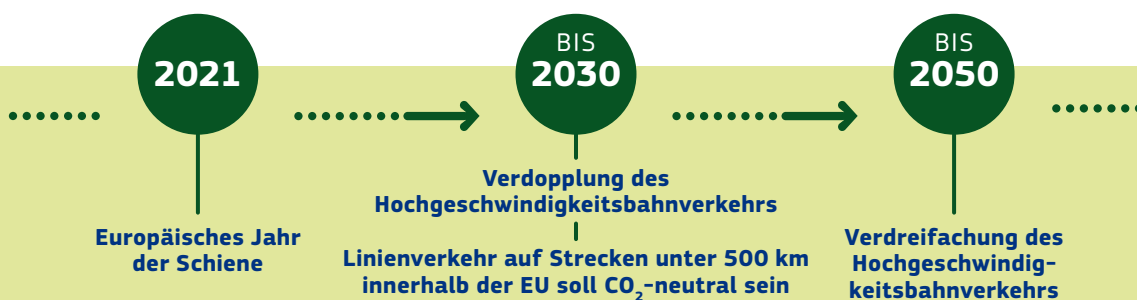 2021
Europäisches Jahr
der Schiene
BIS
2030
Verdopplung des
Hochgeschwindigkeitsbahnverkehrs
Linienverkehr auf Strecken unter 500 km
innerhalb der EU soll CO₂-neutral sein
BIS
2050
Verdreifachung des
Hochgeschwindig-
keitsbahnverkehrs